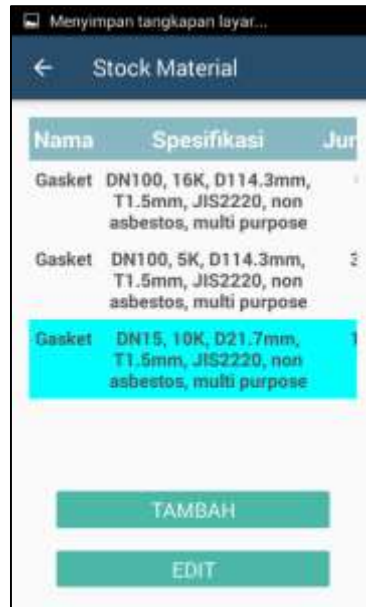 Menyimpan tangkapan layar...
Stock Material
Nama Spesifikasi Jur
Gasket DN100, 16K, D114.3mm,
T1.5mm, JIS2220, non
asbestos, multi purpose
Gasket DN100, 5K, D114.3mm,
T1.5mm, JIS2220, non
asbestos, multi purpose
Gasket DN15, 10K, D21.7mm,
T1.5mm, JIS2220, non
asbestos, multi purpose
TAMBAH
EDIT